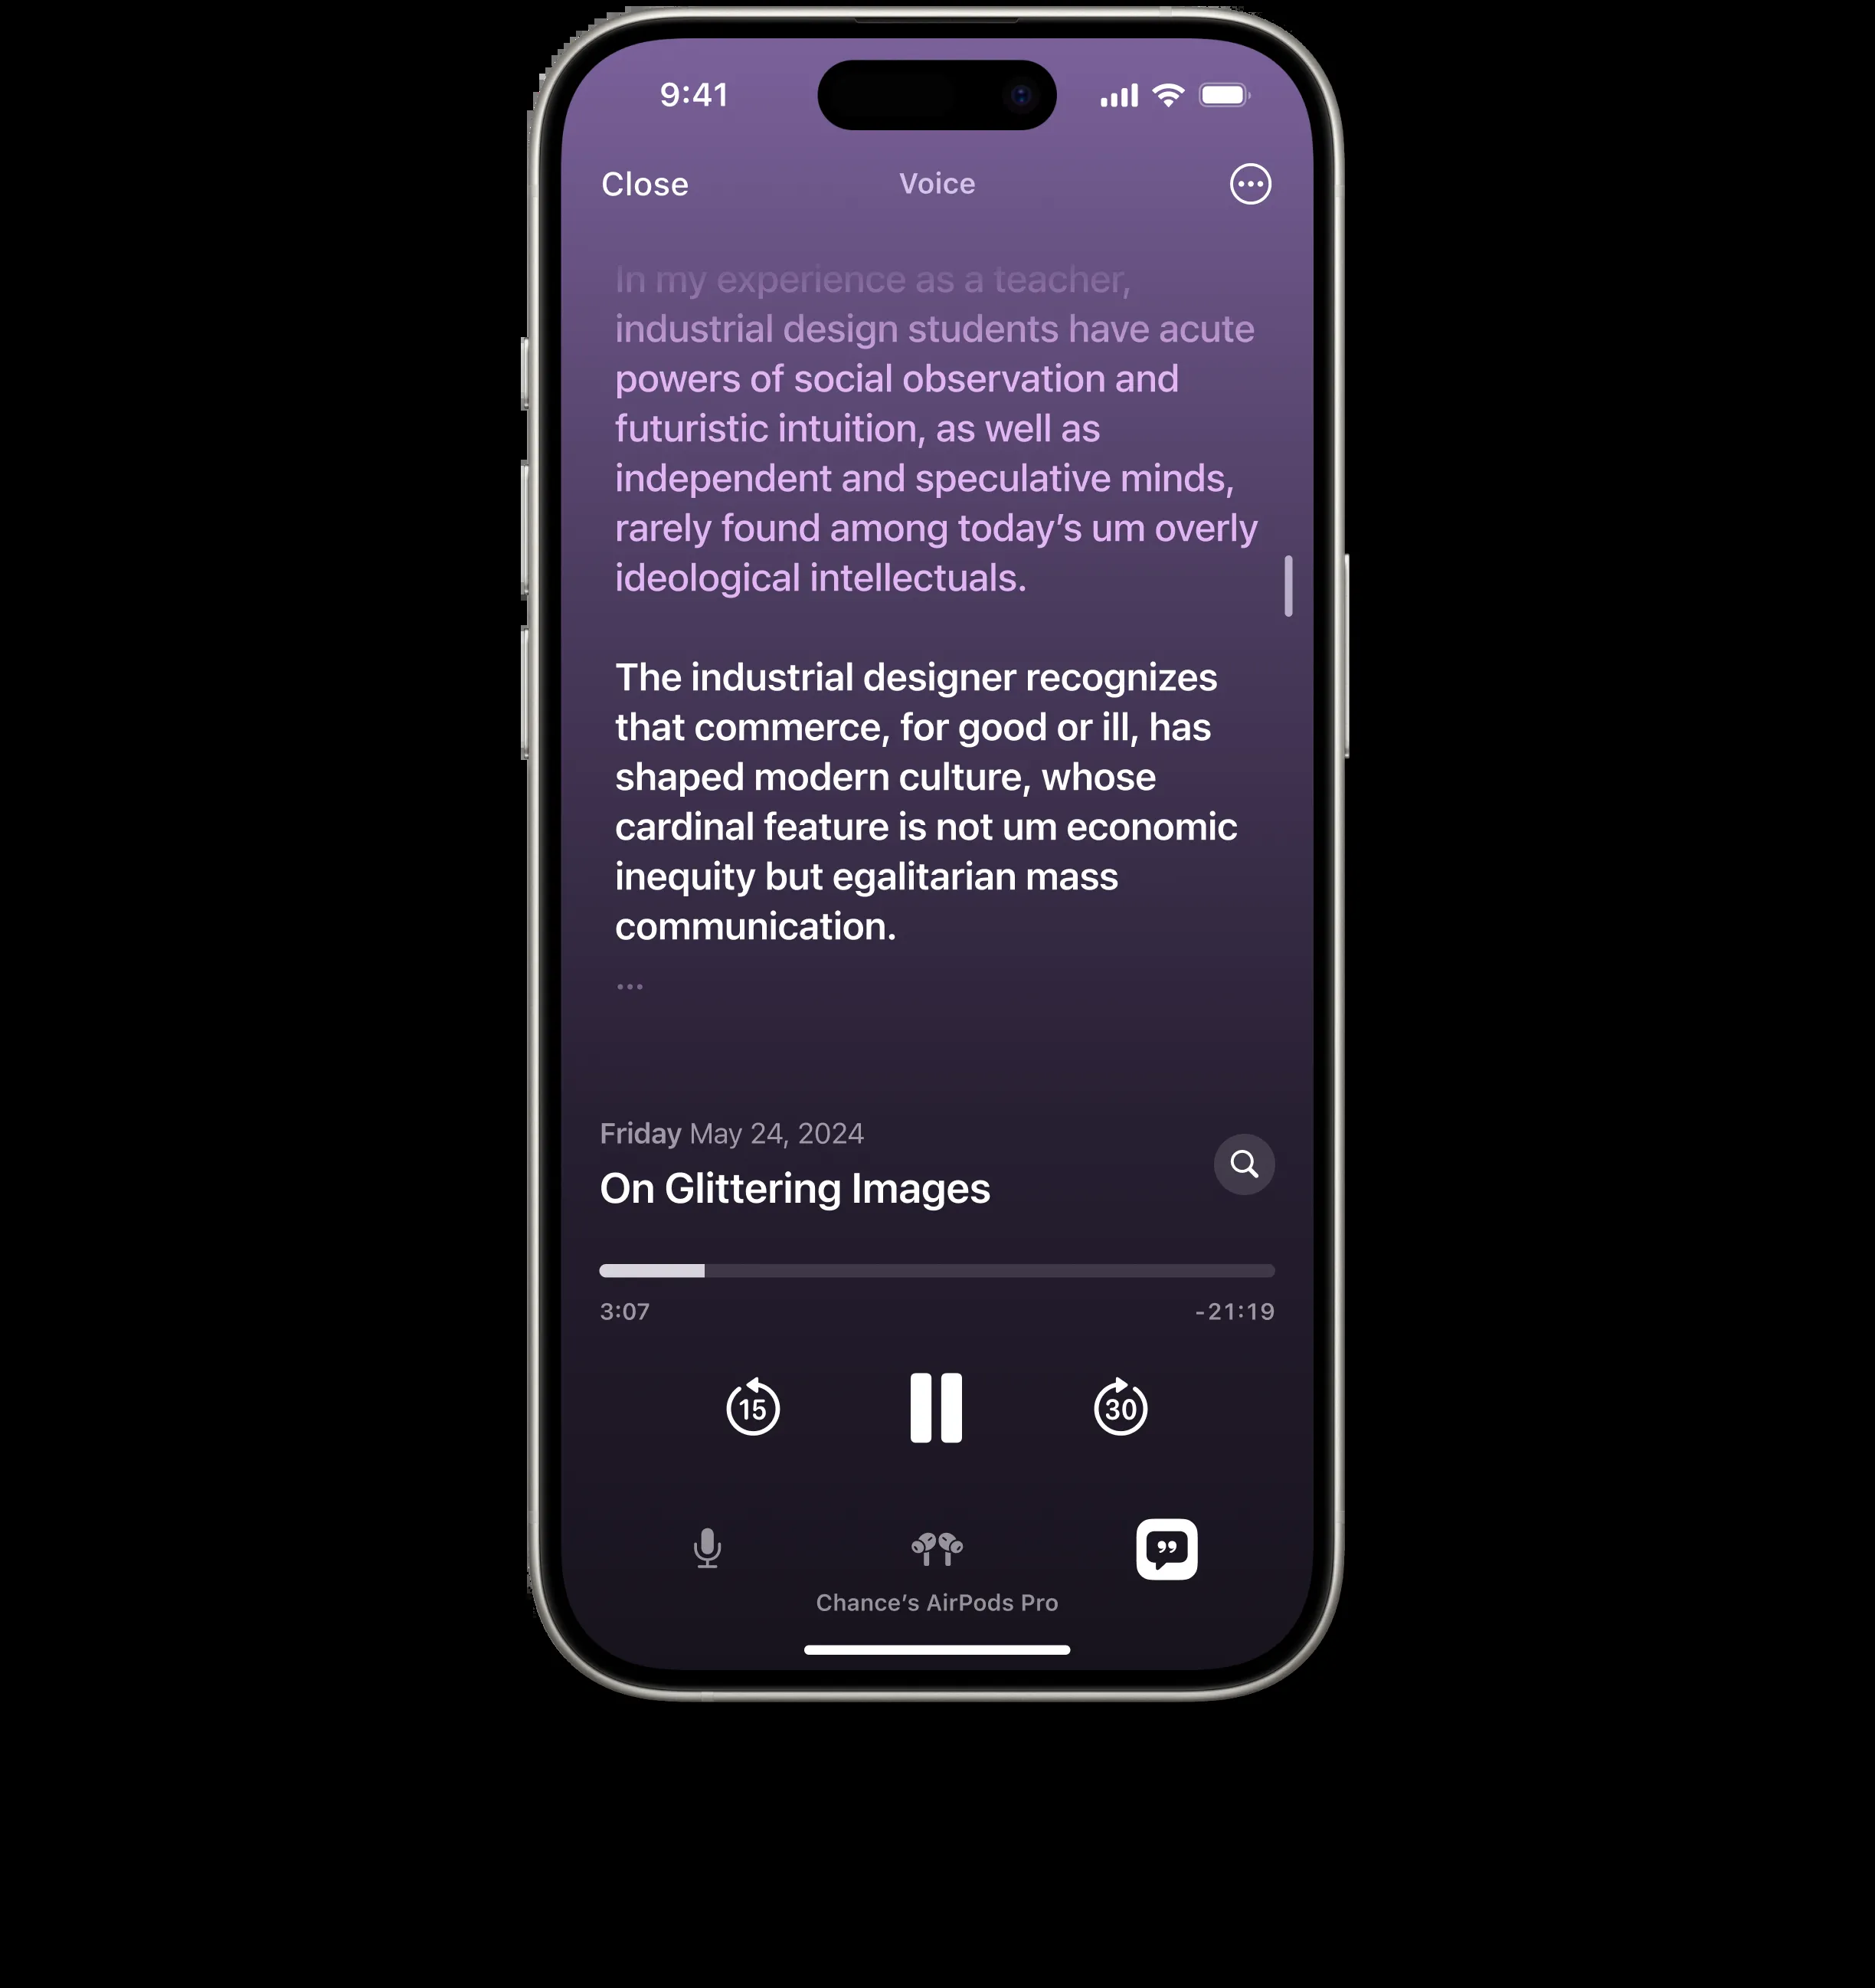 9:41
Close
Voice
In my experience as a teacher,
industrial design students have acute
powers of social observation and
futuristic intuition, as well as
independent and speculative minds,
rarely found among today’s um overly
ideological intellectuals.
The industrial designer recognizes
that commerce, for good or ill, has
shaped modern culture, whose
cardinal feature is not um economic
inequity but egalitarian mass
communication.
...
Friday May 24, 2024
On Glittering Images
3:07
-21:19
15
30
Chance’s AirPods Pro